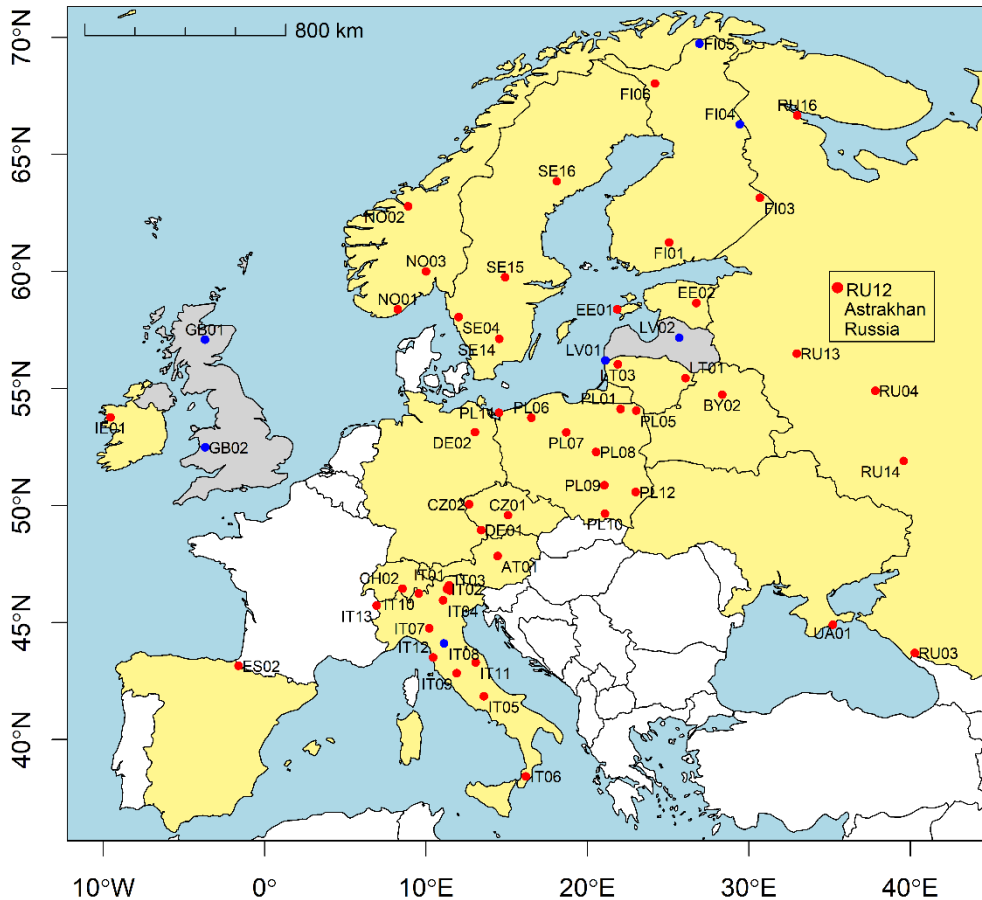 800 km
70°N
65°N
60°N
55°N
50°N
45°N
40°N
10°W
0°
10°E
20°E
30°E
40°E
FI05
FI06
FI04
RU16
SE16
FI03
NO02
FI01
NO03
SE15
RU12
Astrakhan
Russia
EE02
NO01
EE01
SE04
LV02
GB01
SE14
LV01
RU13
LT01
LT03
RU04
BY02
PL01
PL11
PL06
PL05
IE01
DE02
PL07
GB02
PL08
RU14
PL09
PL12
CZ02
CZ01
PL10
DE01
AT01
CH02
IT01
IT03
IT02
IT10
IT13
IT04
IT07
UA01
IT12
IT08
RU03
ES02
IT11
IT09
IT05
IT06